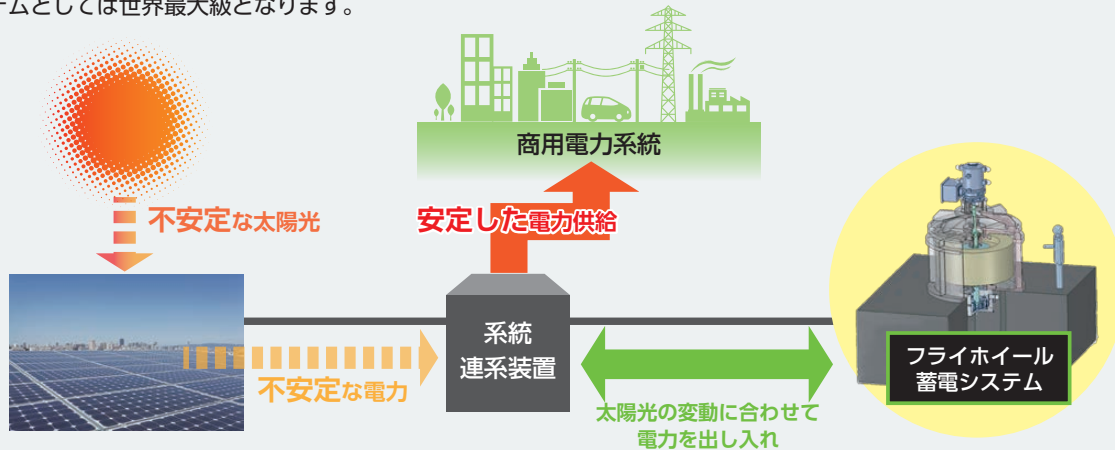 ームとしては世界最大級となります。
商用電力系統
不安定な太陽光
安定した電力供給
系統
連系装置
不安定な電力
フライホイール
蓄電システム
太陽光の変動に合わせて
電力を出し入れ